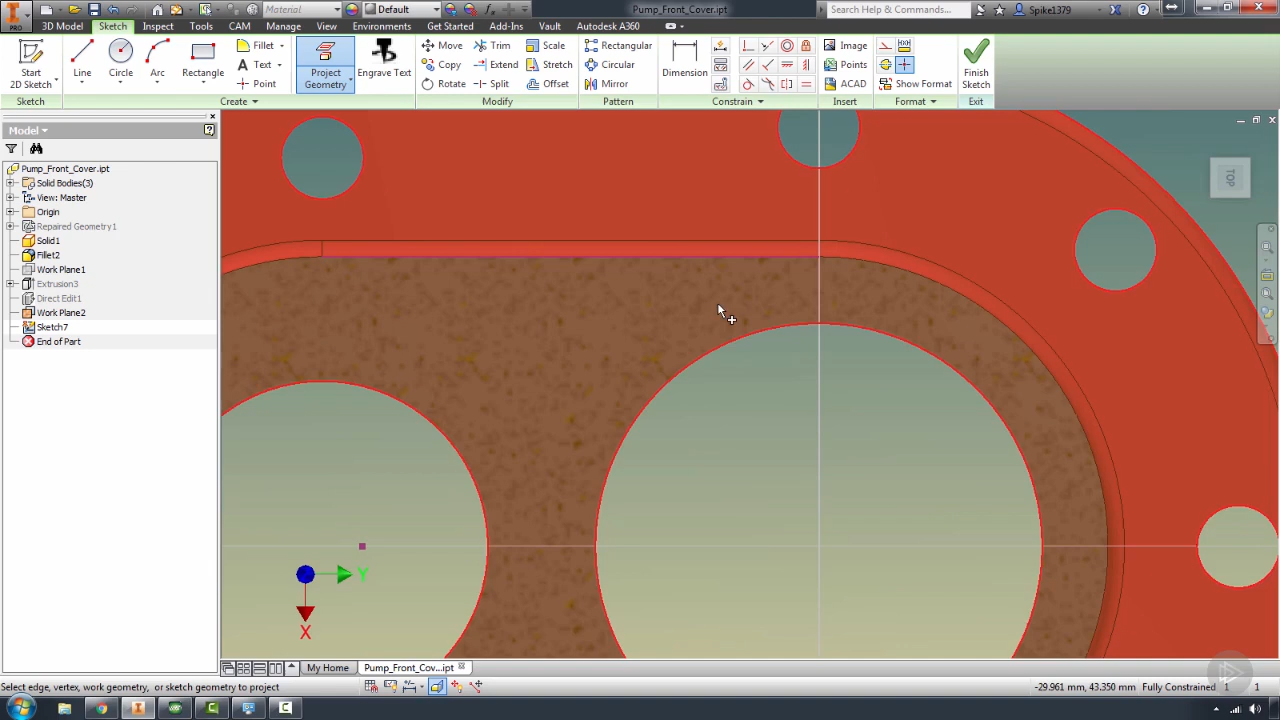 Material
Default
Pump_Front_Cover.ipt
Search Help & Commands...
Spike1379
PRO
3D Model
Sketch
Inspect
Tools
CAM
Manage
View
Environments
Get Started
Add-Ins
Vault
Autodesk A360
Start
2D Sketch
Line
Circle
Arc
Rectangle
Fillet
Text
Point
Project
Geometry
Engrave Text
Move
Copy
Rotate
Trim
Extend
Split
Scale
Stretch
Offset
Rectangular
Circular
Mirror
Dimension
Image
Points
ACAD
Show Format
Finish
Sketch
Sketch
Create
Modify
Pattern
Constrain
Insert
Format
Exit
Model
Pump_Front_Cover.ipt
Solid Bodies(3)
View: Master
Origin
Repaired Geometry1
Solid1
Fillet2
Work Plane1
Extrusion3
Direct Edit1
Work Plane2
Sketch7
End of Part
TOP
Y
X
My Home
Pump_Front_Cov...ipt
Select edge, vertex, work geometry, or sketch geometry to project
-29.961 mm, 43.350 mm
Fully Constrained
1
1